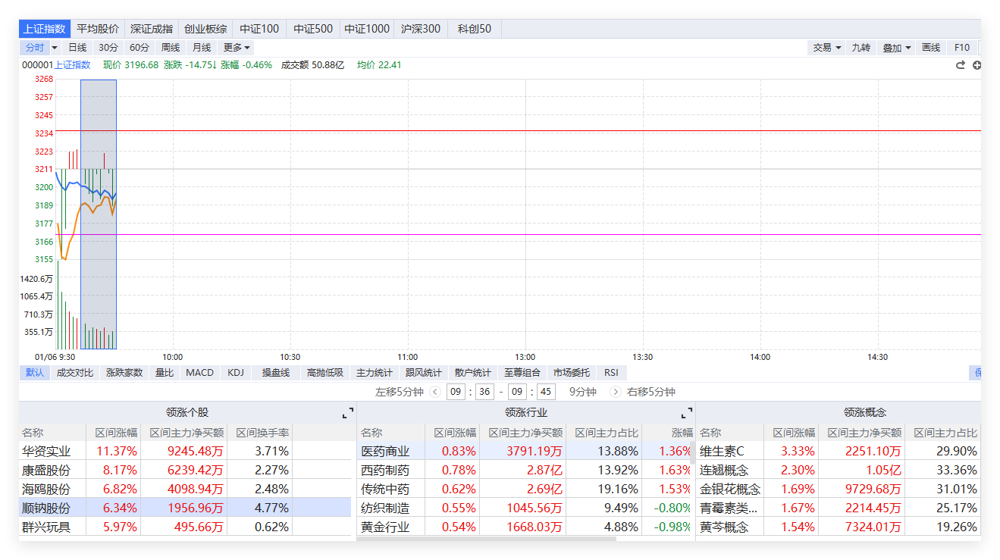 上证指数 平均股价 深证成指 创业板综 中证100 中证500 中证1000 沪深300 科创50
分时 日线 30分 60分 周线 月线 更多 交易 九转 叠加 画线 F10
000001上证指数 现价 3196.68 涨跌 -14.75↓ 涨幅 -0.46% 成交额 50.88亿 均价 22.41
3268
3257
3245
3234
3223
3211
3200
3189
3177
3166
3155
1420.6万
1065.4万
710.3万
355.1万
01/06 9:30 10:00 10:30 11:00 13:00 13:30 14:00 14:30
默认 成交对比 涨跌家数 量比 MACD KDJ 操盘线 高抛低吸 主力统计 跟风统计 散户统计 至尊组合 市场委托 RSI
左移5分钟 09 : 36 - 09 : 45 9分钟 右移5分钟
领涨个股 领涨行业 领涨概念
名称 区间涨幅 区间主力净买额 区间换手率 名称 区间涨幅 区间主力净买额 区间主力占比 涨幅 名称 区间涨幅 区间主力净买额 区间主力占比
华资实业 11.37% 9245.48万 3.71% 医药商业 0.83% 3791.19万 13.88% 1.36% 维生素C 3.33% 2251.10万 29.90%
康盛股份 8.17% 6239.42万 2.27% 西药制药 0.78% 2.87亿 13.92% 1.63% 连翘概念 2.30% 1.05亿 33.36%
海鸥股份 6.82% 4098.94万 2.48% 传统中药 0.62% 2.69亿 19.16% 1.53% 金银花概念 1.69% 9729.68万 31.01%
顺钠股份 6.34% 1956.96万 4.77% 纺织制造 0.55% 1045.56万 9.49% -0.80% 青霉素类... 1.67% 2214.45万 25.17%
群兴玩具 5.97% 495.66万 0.62% 黄金行业 0.54% 1668.03万 4.88% -0.98% 黄芩概念 1.54% 7324.01万 19.26%